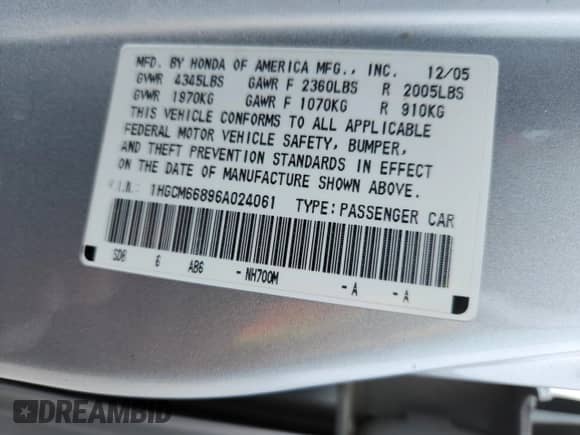 MFD. BY HONDA OF AMERICA MFG., INC. 12/05
GVWR 4345LBS GAWR F 2360LBS R 2005LBS
GVWR 1970KG GAWR F 1070KG R 910KG
THIS VEHICLE CONFORMS TO ALL APPLICABLE
FEDERAL MOTOR VEHICLE SAFETY, BUMPER,
AND THEFT PREVENTION STANDARDS IN EFFECT
ON THE DATE OF MANUFACTURE SHOWN ABOVE.
V.I.N.: 1HGCM66896A024061 TYPE: PASSENGER CAR
SDB 6 AB6 - NH700M - A - A
DREAMBID